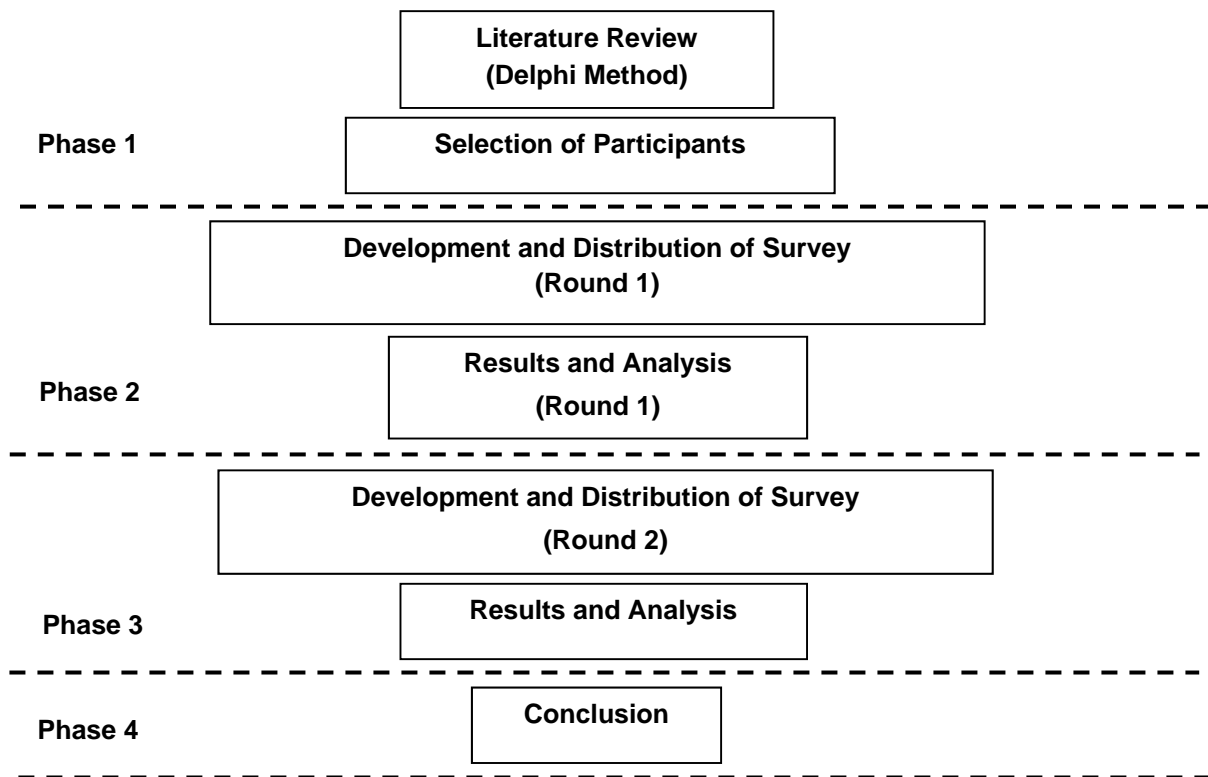 Literature Review
(Delphi Method)
Phase 1
Selection of Participants
Development and Distribution of Survey
(Round 1)
Results and Analysis
Phase 2
(Round 1)
Development and Distribution of Survey
(Round 2)
Results and Analysis
Phase 3
Conclusion
Phase 4